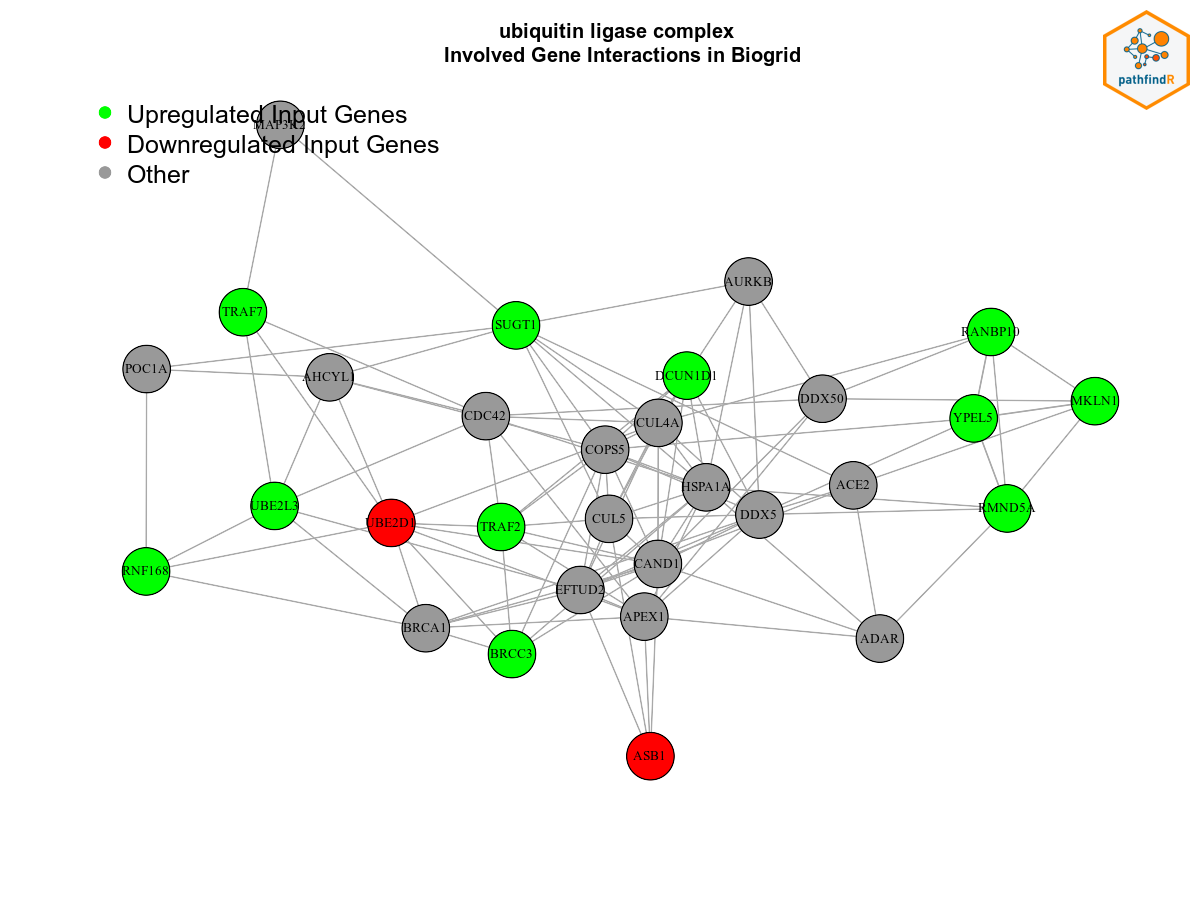 ubiquitin ligase complex
Involved Gene Interactions in Biogrid
pathfindR
Upregulated Input Genes
Downregulated Input Genes
Other
AURKB
TRAF7
SUGT1
RANBP10
POC1A
AHCYL1
DCUN1D1
DDX50
MKLN1
CDC42
CUL4A
YPEL5
COPS5
HSPA1A
ACE2
UBE2L3
UBE2D1
TRAF2
CUL5
DDX5
RMND5A
RNF168
CAND1
EFTUD2
APEX1
BRCA1
BRCC3
ADAR
ASB1